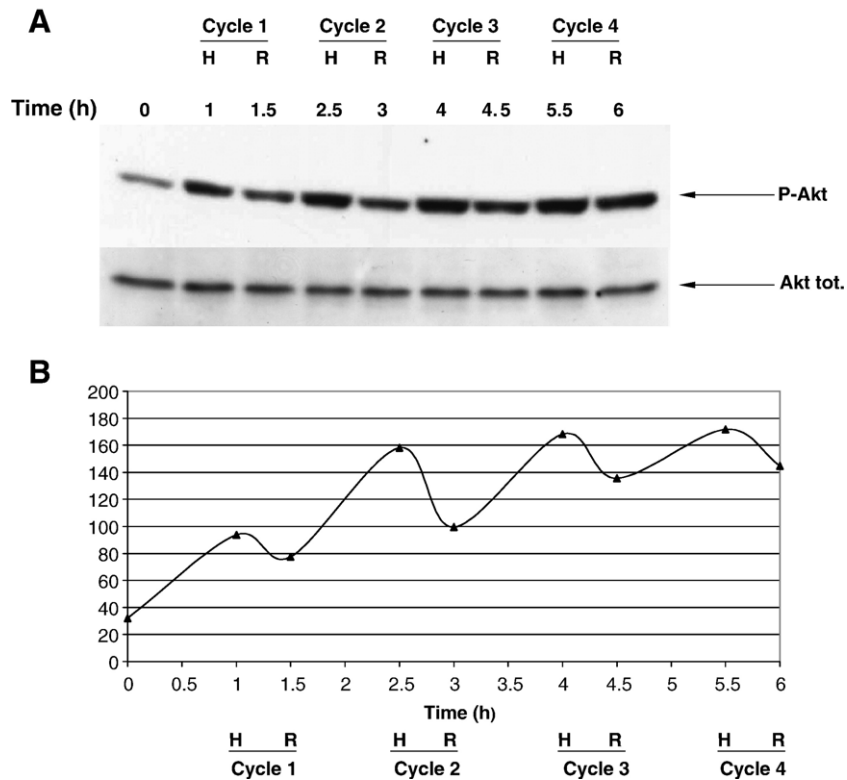 A
Cycle 1 Cycle 2 Cycle 3 Cycle 4
H R H R H R H R
Time (h) 0 1 1.5 2.5 3 4 4.5 5.5 6
P-Akt
Akt tot.
B
200
180
160
140
120
100
80
60
40
20
0
0 0.5 1 1.5 2 2.5 3 3.5 4 4.5 5 5.5 6
Time (h)
H R H R H R H R
Cycle 1 Cycle 2 Cycle 3 Cycle 4